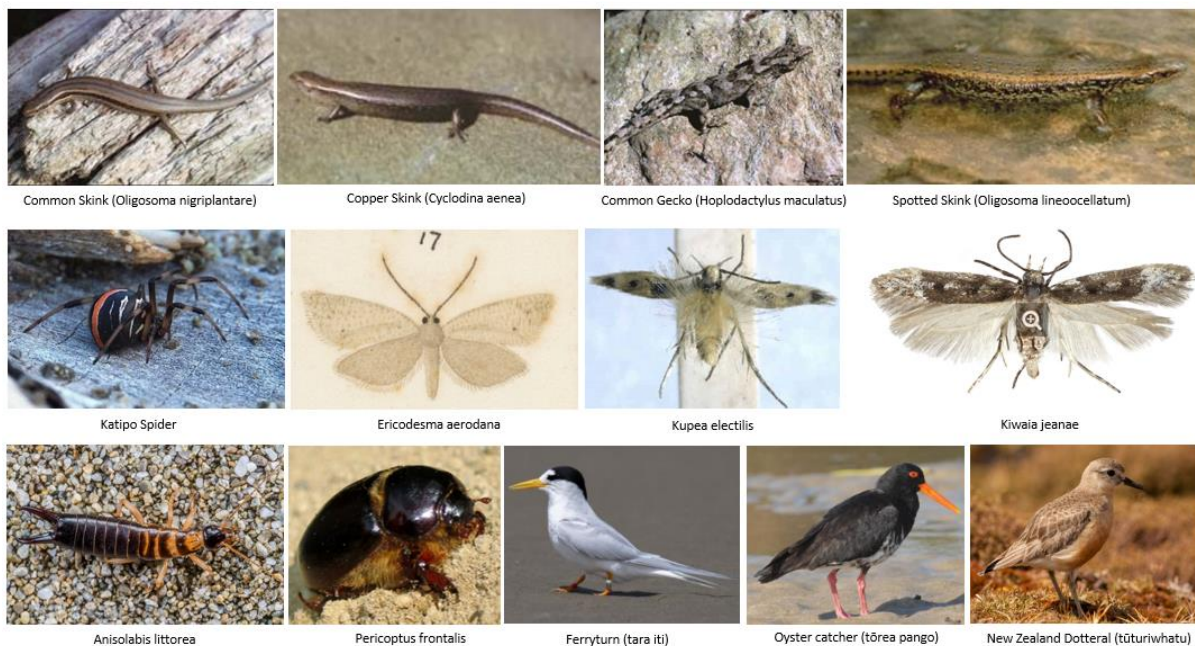 Common Skink (Oligosoma nigriplantare)
Copper Skink (Cyclodina aenea)
Common Gecko (Hoplodactylus maculatus)
Spotted Skink (Oligosoma lineoocellatum)
17
Katipo Spider
Ericodesma aerodana
Kupea electilis
Kiwaia jeanae
Anisolabis littorea
Pericoptus frontalis
Ferryturn (tara iti)
Oyster catcher (tōrea pango)
New Zealand Dotteral (tūturiwhatu)